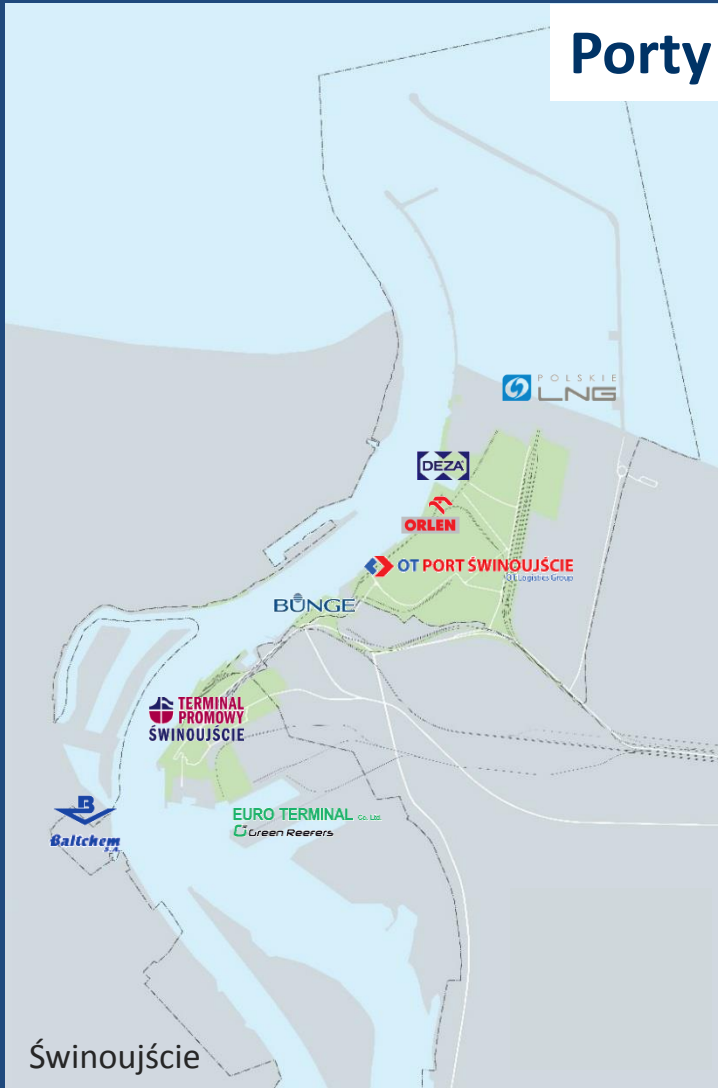 Porty
POLSKIE
LNG
DEZA
ORLEN
OT PORT ŚWINOUJŚCIE
OT Logistics Group
BUNGE
TERMINAL
PROMOWY
ŚWINOUJŚCIE
B
Baltchem
S.A.
EURO TERMINAL Co. Ltd.
Green Reefers
Świnoujście